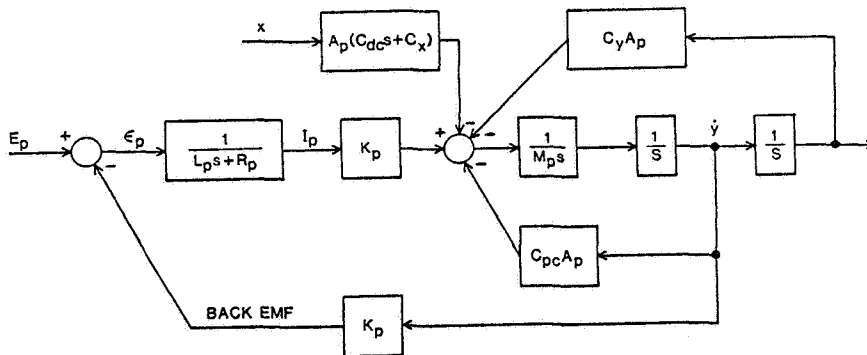 x
A_p(C_dc s+C_x)
C_y A_p
E_p
+
-
ϵ_p
1
L_p s+R_p
I_p
K_p
+
-
-
-
1
M_p s
1
S
ẏ
1
S
C_pc A_p
BACK EMF
K_p